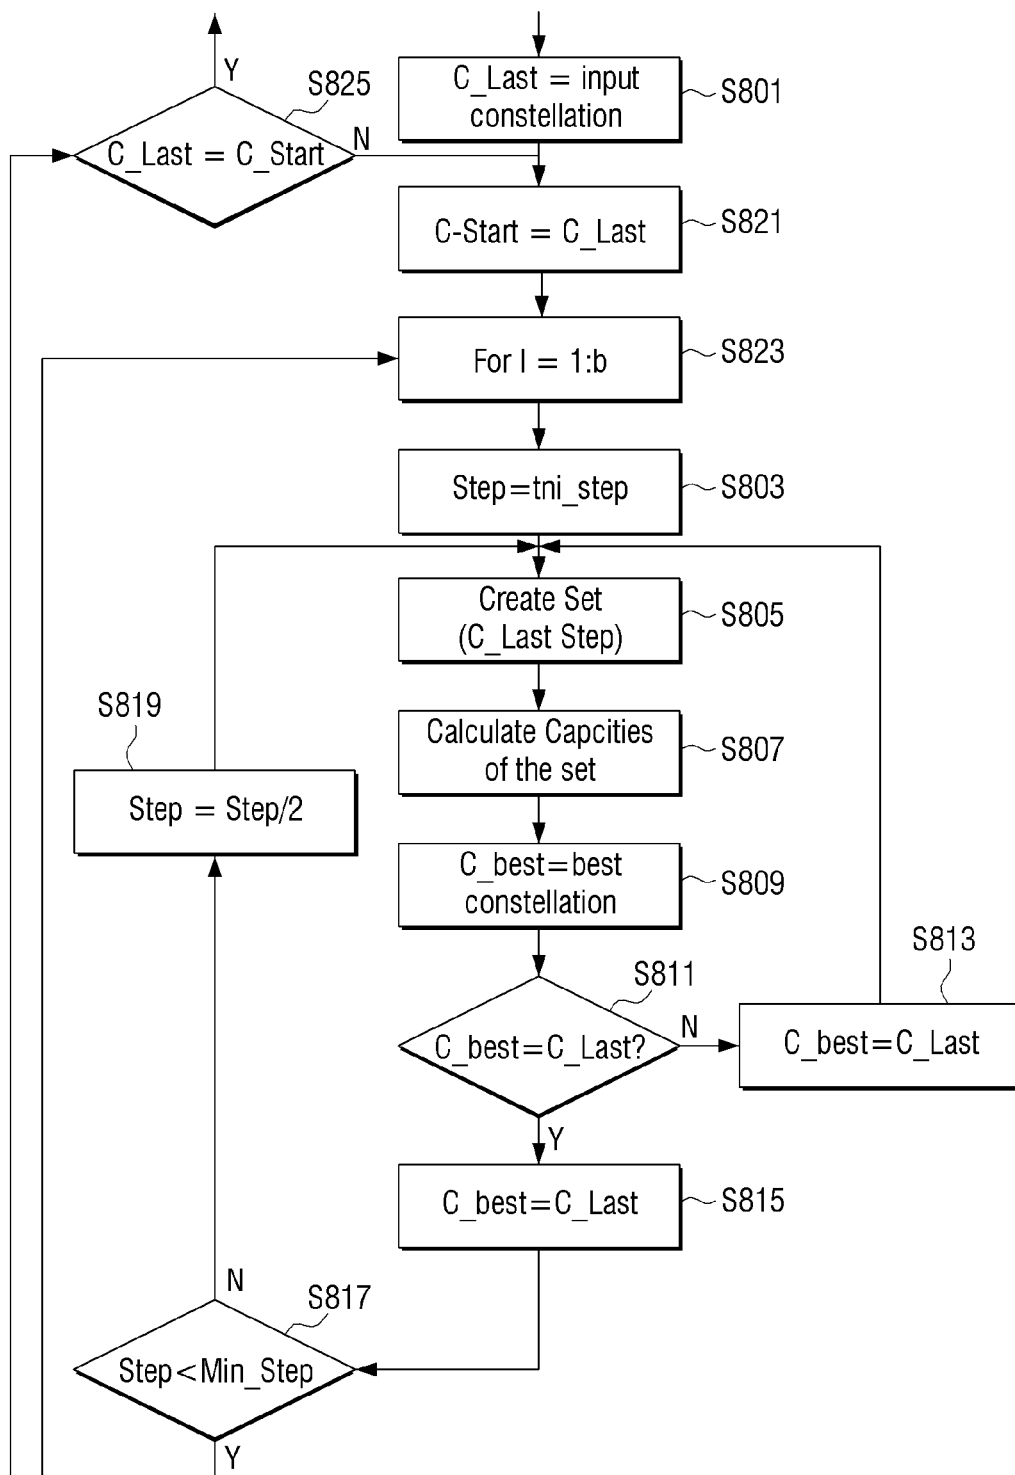 Y
S825
C_Last = C_Start
N
C_Last = input
constellation
S801
C-Start = C_Last
S821
For I = 1:b
S823
Step=tni_step
S803
Create Set
(C_Last Step)
S805
S819
Step = Step/2
Calculate Capcities
of the set
S807
C_best=best
constellation
S809
S811
C_best=C_Last?
N
S813
C_best=C_Last
Y
C_best=C_Last
S815
N
S817
Step<Min_Step
Y